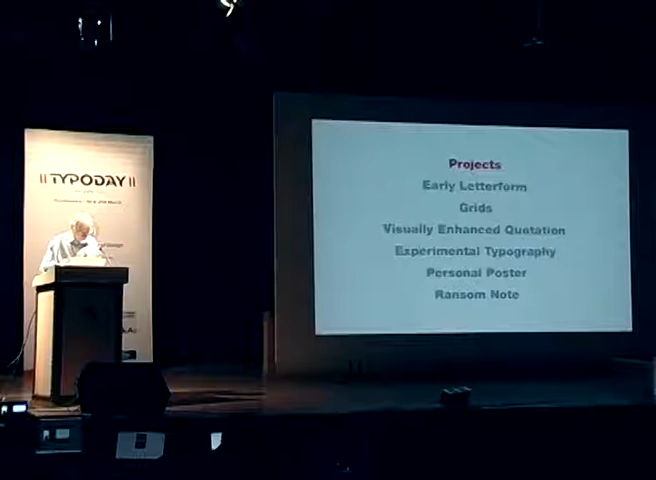 TYPODAY
Projects
Early Letterform
Grids
Visually Enhanced Quotation
Experimental Typography
Personal Poster
Ransom Note